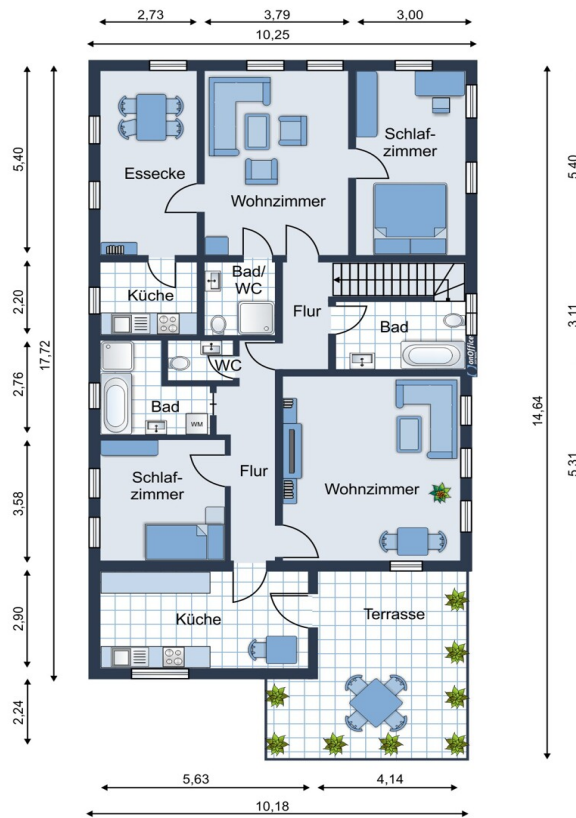 2,73
3,79
3,00
10,25
5,40
5,40
Schlaf-
zimmer
Essecke
Wohnzimmer
2,20
17,72
Küche
Bad/
WC
Flur
Bad
3,11
onOffice
2,76
WC
Bad
WM
14,64
3,58
Schlaf-
zimmer
Flur
Wohnzimmer
5,31
2,90
Küche
Terrasse
2,24
5,63
4,14
10,18